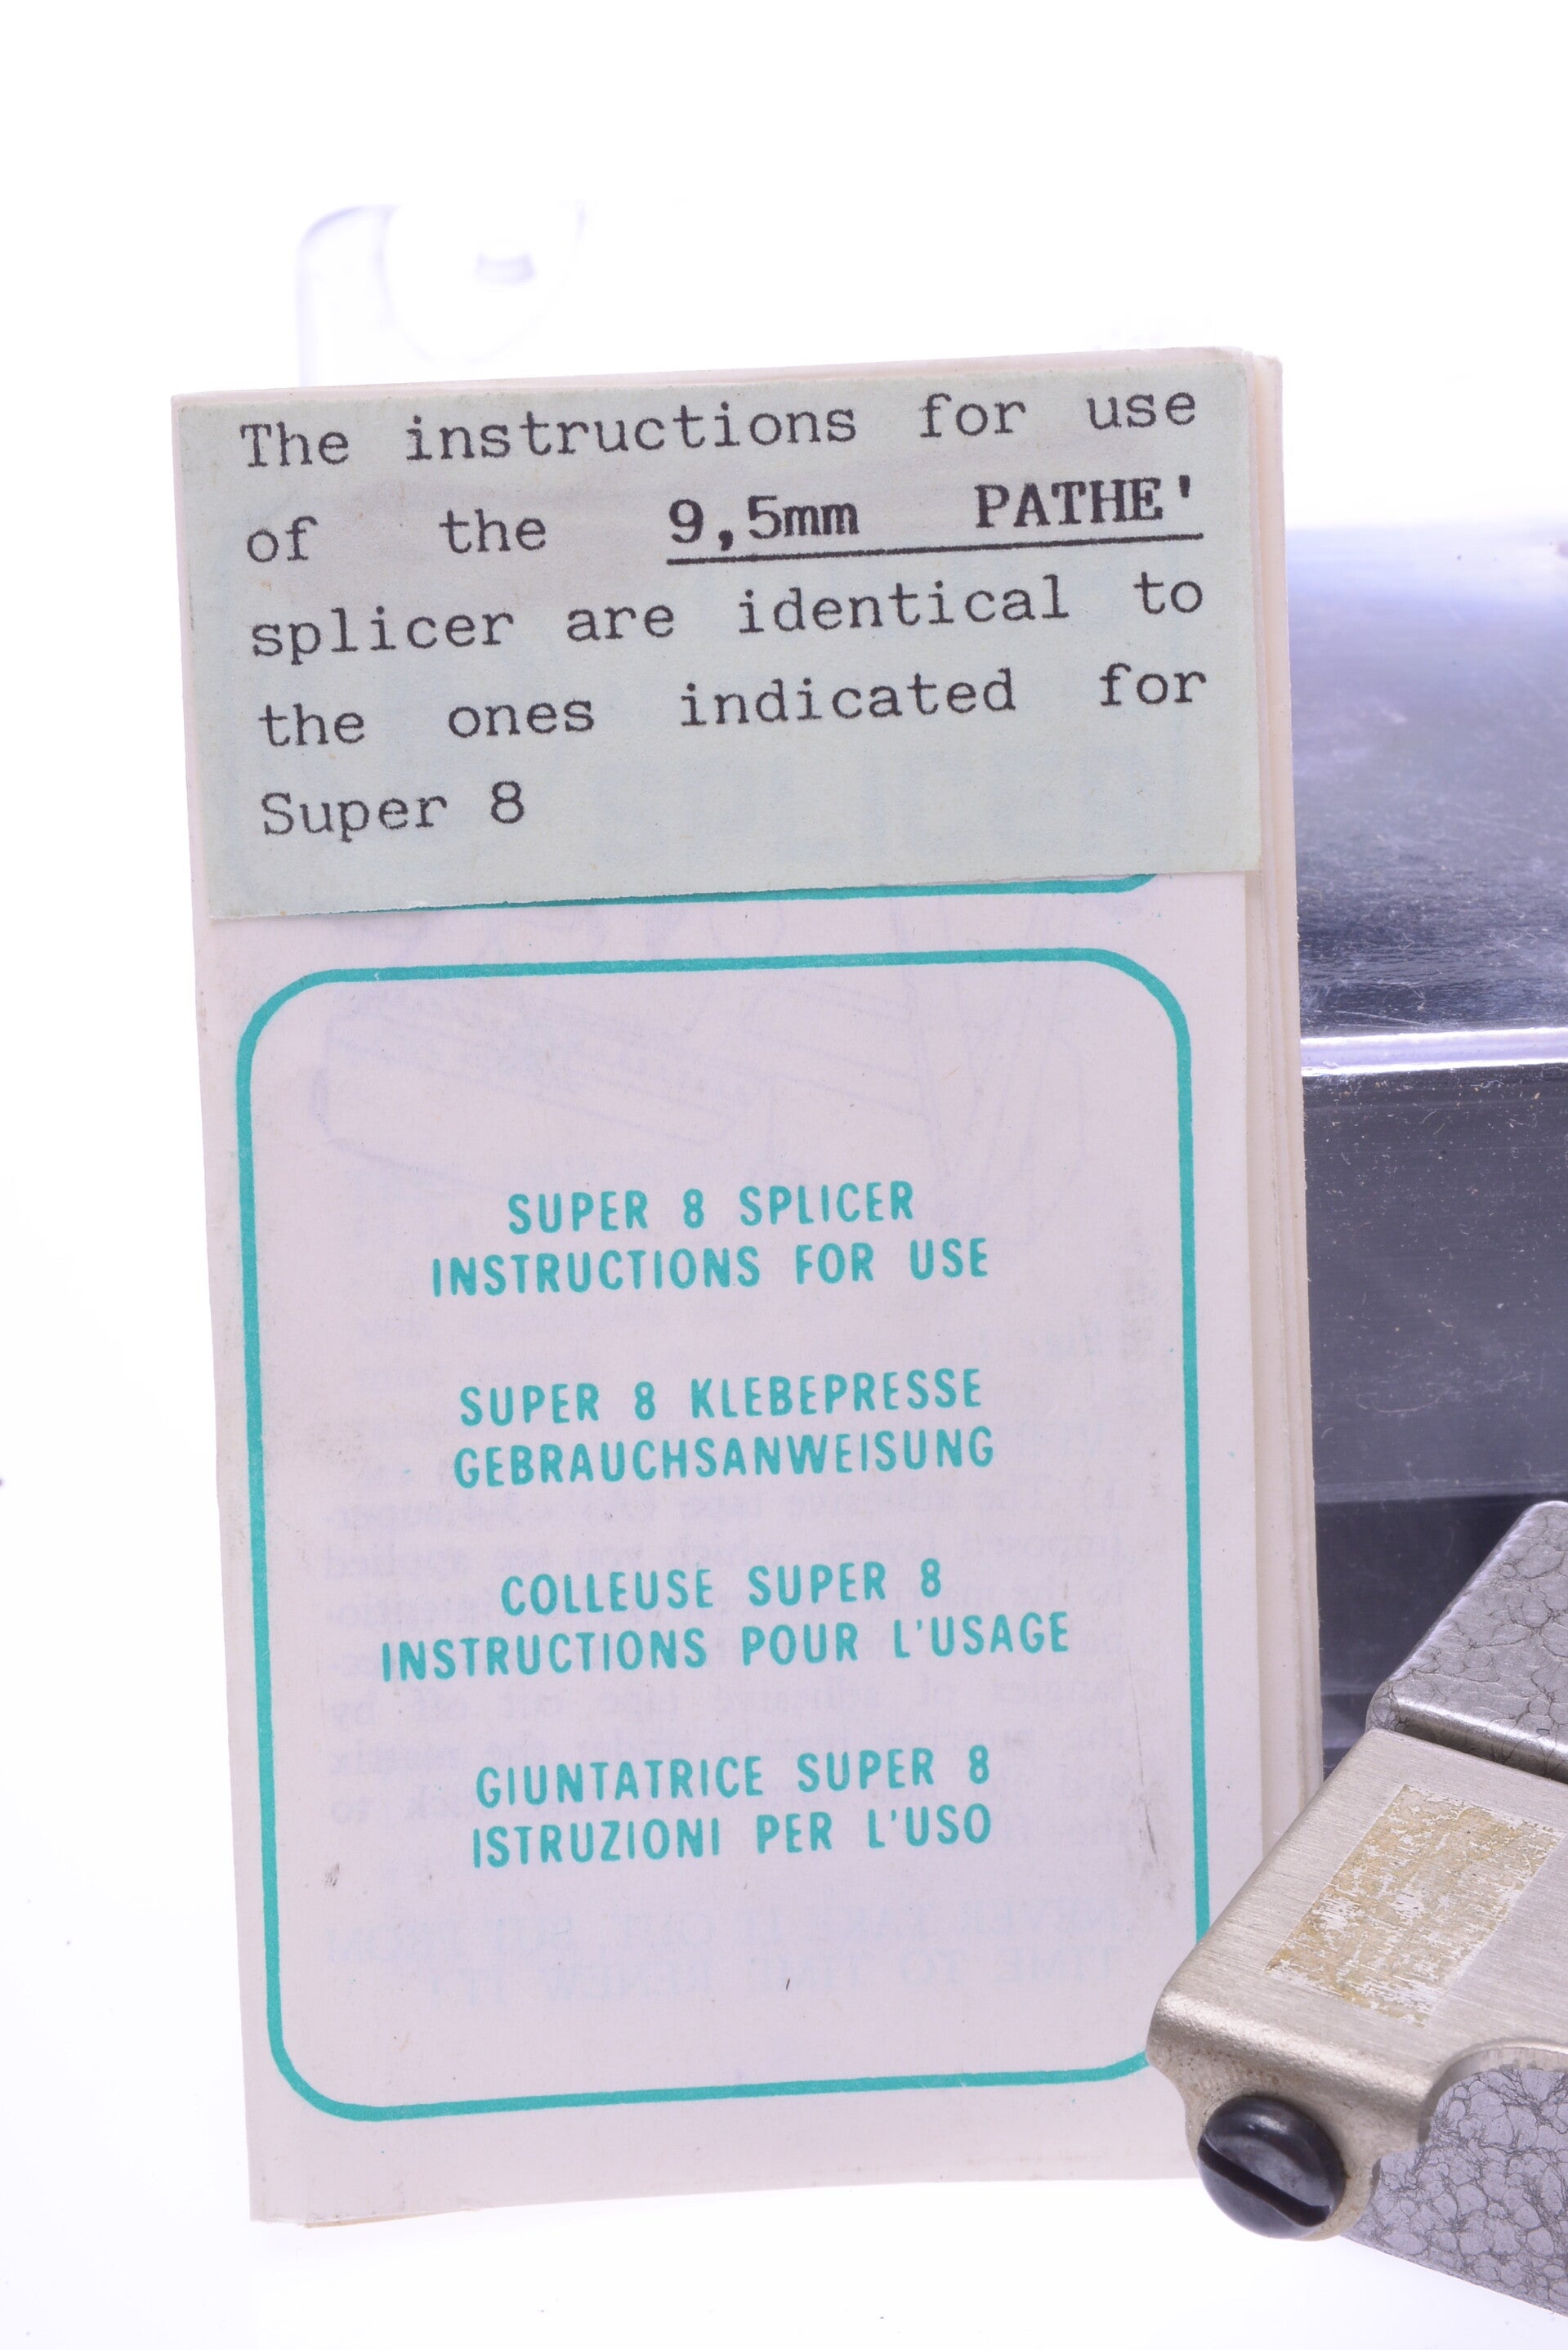 The instructions for use
of the 9,5mm PATHE'
splicer are identical to
the ones indicated for
Super 8
SUPER 8 SPLICER
INSTRUCTIONS FOR USE
SUPER 8 KLEBEPRESSE
GEBRAUCHSANWEISUNG
COLLEUSE SUPER 8
INSTRUCTIONS POUR L'USAGE
GIUNTATRICE SUPER 8
ISTRUZIONI PER L'USO